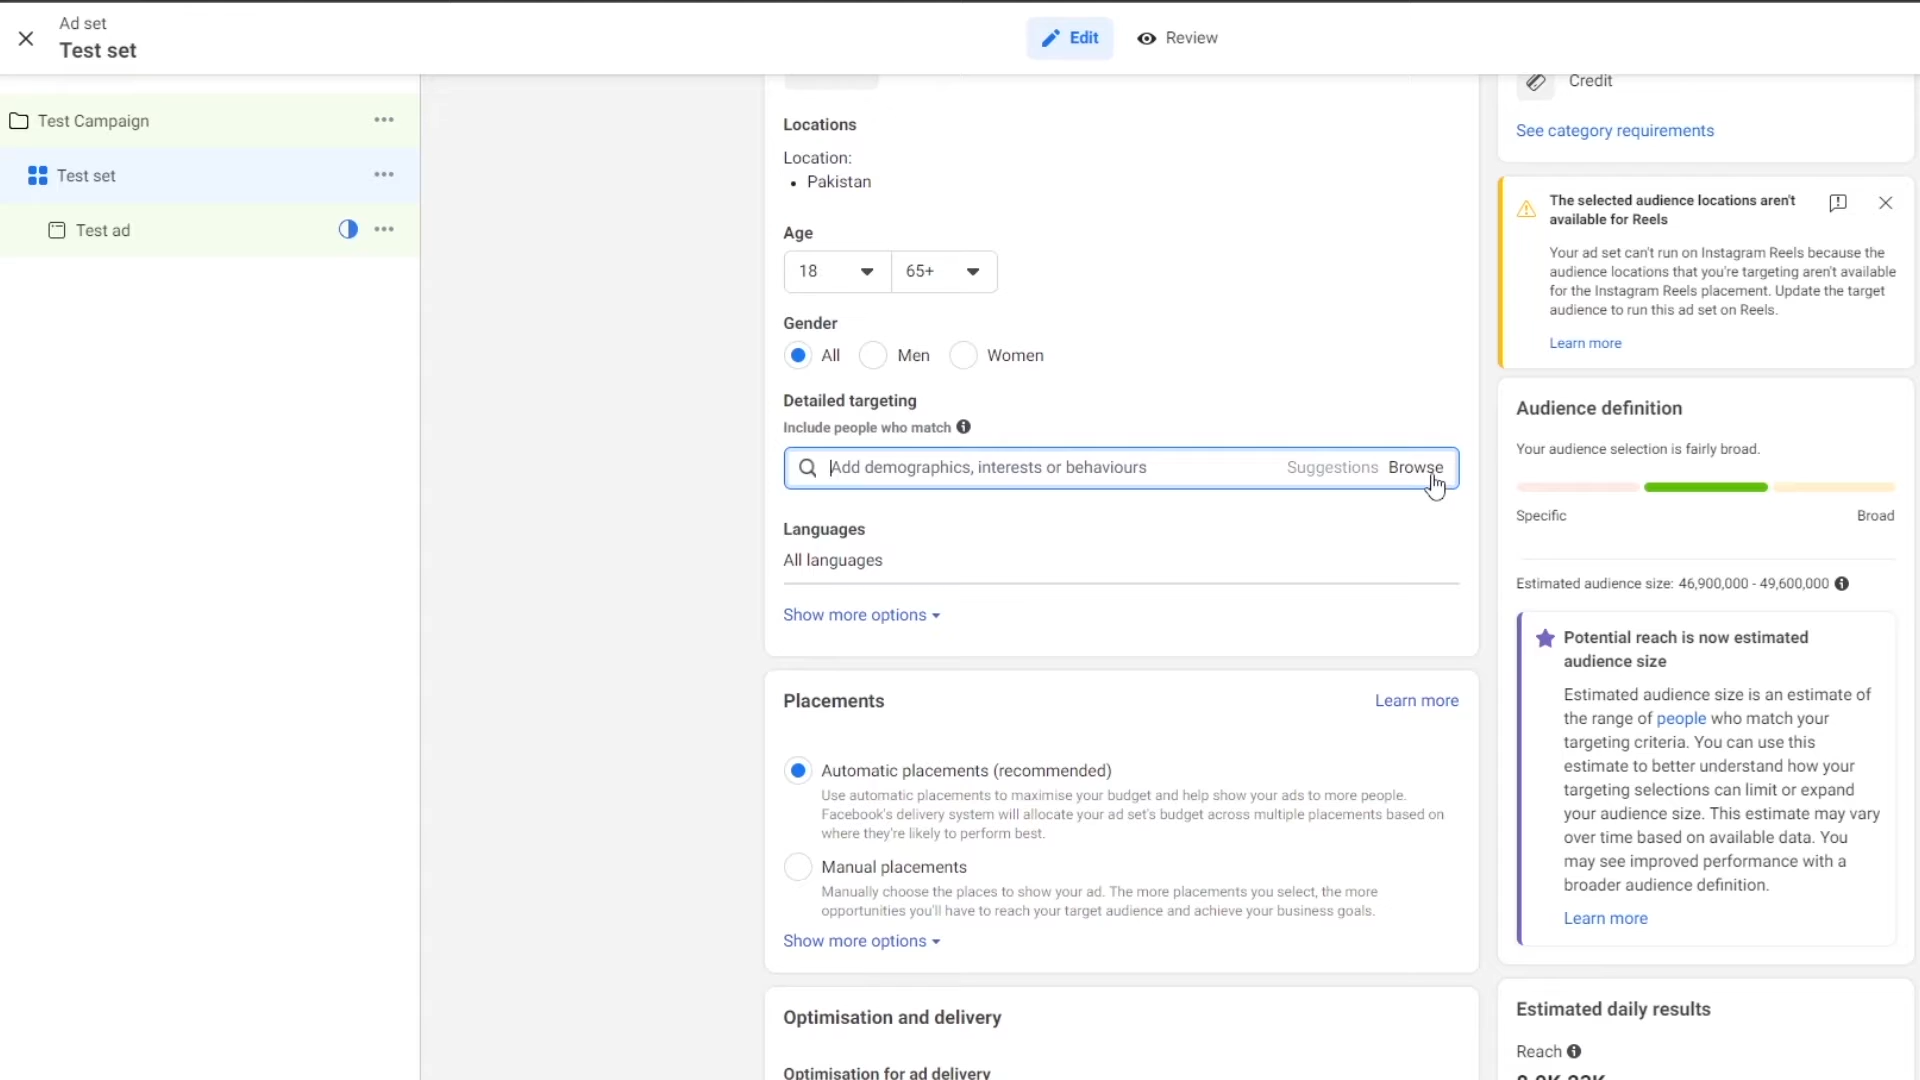 Ad set
Test set
Edit
Review
Test Campaign
Test set
Test ad
Locations
Location:
Pakistan
Age
18
65+
Gender
All
Men
Women
Detailed targeting
Include people who match
Add demographics, interests or behaviours
Suggestions
Browse
Languages
All languages
Show more options
Placements
Learn more
Automatic placements (recommended)
Use automatic placements to maximise your budget and help show your ads to more people.
Facebook's delivery system will allocate your ad set's budget across multiple placements based on
where they're likely to perform best.
Manual placements
Manually choose the places to show your ad. The more placements you select, the more
opportunities you'll have to reach your target audience and achieve your business goals.
Show more options
Optimisation and delivery
Optimisation for ad delivery
Credit
See category requirements
The selected audience locations aren't
available for Reels
Your ad set can't run on Instagram Reels because the
audience locations that you're targeting aren't available
for the Instagram Reels placement. Update the target
audience to run this ad set on Reels.
Learn more
Audience definition
Your audience selection is fairly broad.
Specific
Broad
Estimated audience size: 46,900,000 - 49,600,000
Potential reach is now estimated
audience size
Estimated audience size is an estimate of
the range of people who match your
targeting criteria. You can use this
estimate to better understand how your
targeting selections can limit or expand
your audience size. This estimate may vary
over time based on available data. You
may see improved performance with a
broader audience definition.
Learn more
Estimated daily results
Reach